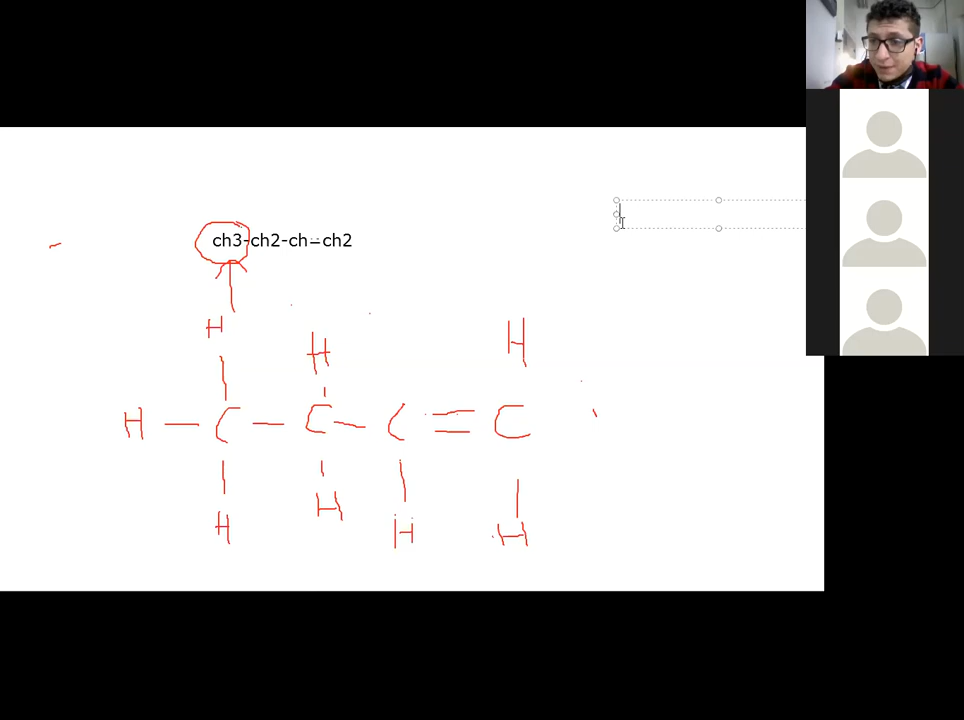 ch3-ch2-ch=ch2
H H H
H — C — C — C = C
H H H H